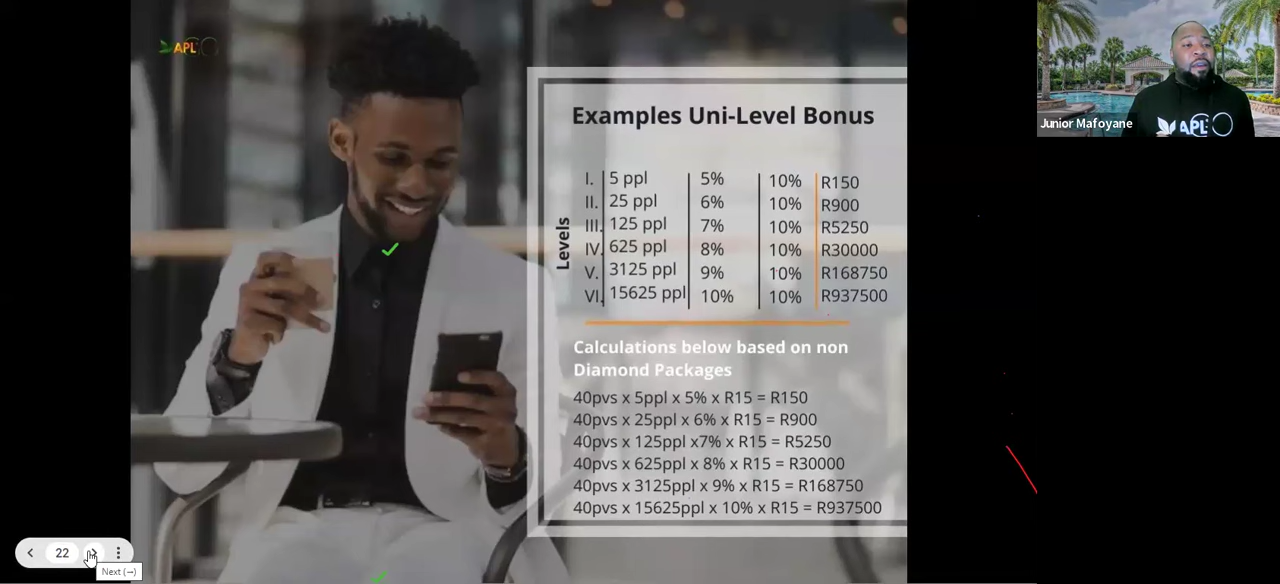 APLGO
Examples Uni-Level Bonus
Levels
I. 5 ppl 5% 10% R150
II. 25 ppl 6% 10% R900
III. 125 ppl 7% 10% R5250
IV. 625 ppl 8% 10% R30000
V. 3125 ppl 9% 10% R168750
VI. 15625 ppl 10% 10% R937500
Calculations below based on non
Diamond Packages
40pvs x 5ppl x 5% x R15 = R150
40pvs x 25ppl x 6% x R15 = R900
40pvs x 125ppl x7% x R15 = R5250
40pvs x 625ppl x 8% x R15 = R30000
40pvs x 3125ppl x 9% x R15 = R168750
40pvs x 15625ppl x 10% x R15 = R937500
Junior Mafoyane
APLGO
22
Next (→)